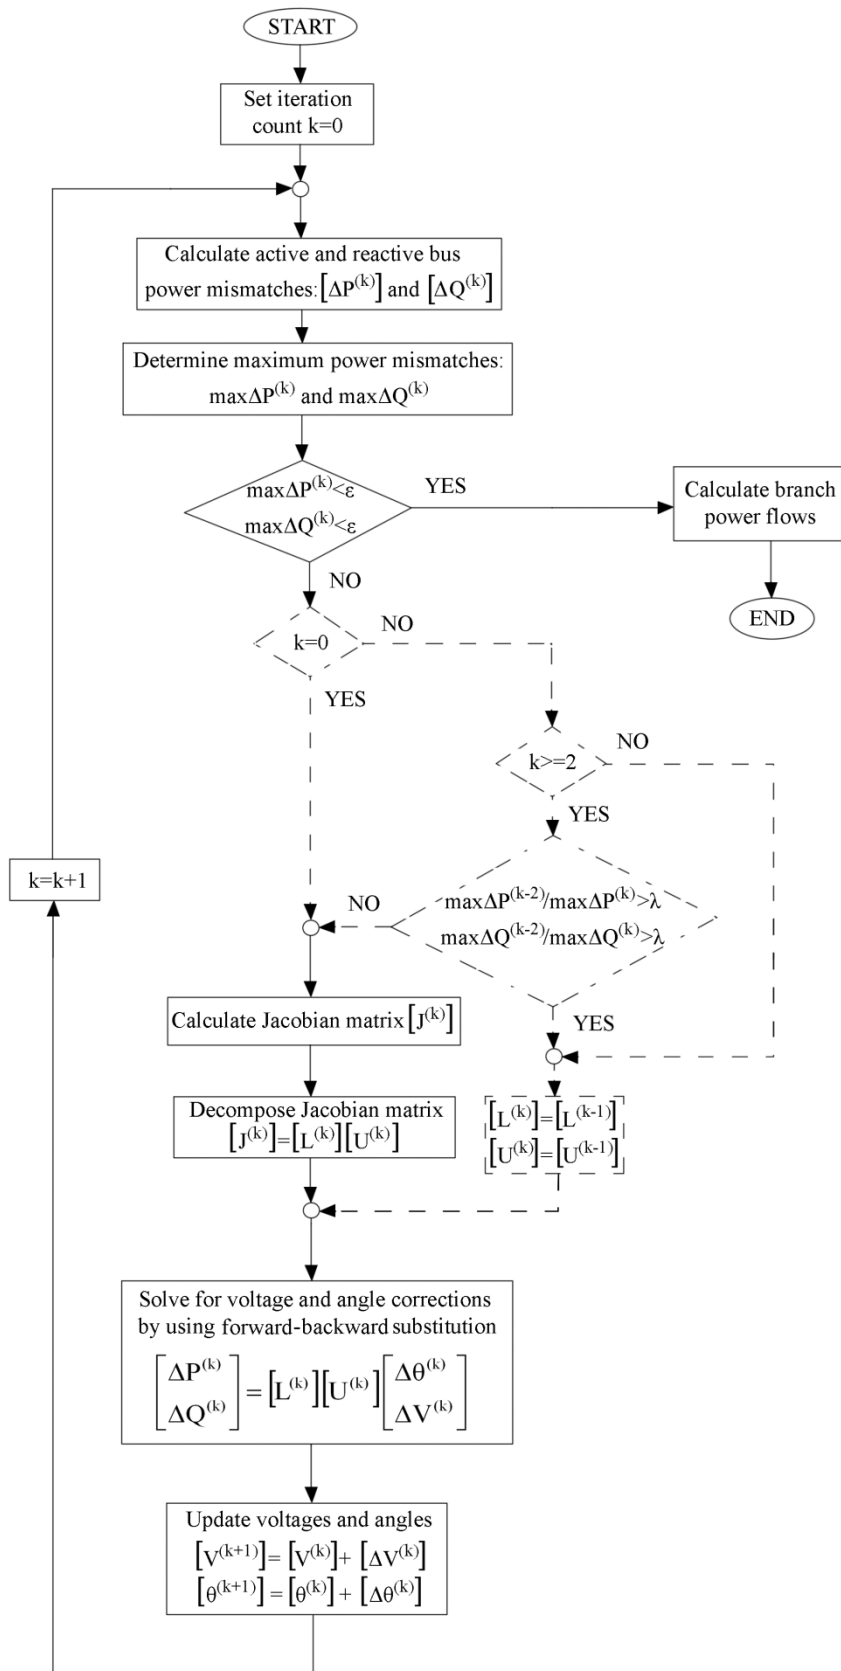 START
Set iteration
count k=0
Calculate active and reactive bus
power mismatches:[ΔP(k)] and [ΔQ(k)]
Determine maximum power mismatches:
maxΔP(k) and maxΔQ(k)
maxΔP(k)<ε
maxΔQ(k)<ε
YES
Calculate branch
power flows
END
NO
k=0
NO
YES
k>=2
NO
YES
k=k+1
maxΔP(k-2)/maxΔP(k)>λ
maxΔQ(k-2)/maxΔQ(k)>λ
NO
YES
Calculate Jacobian matrix [J(k)]
Decompose Jacobian matrix
[J(k)]=[L(k)][U(k)]
[L(k)]=[L(k-1)]
[U(k)]=[U(k-1)]
Solve for voltage and angle corrections
by using forward-backward substitution
[ΔP(k) ΔQ(k)] = [L(k)][U(k)][Δθ(k) ΔV(k)]
Update voltages and angles
[V(k+1)]= [V(k)]+ [ΔV(k)]
[θ(k+1)] = [θ(k)] + [Δθ(k)]